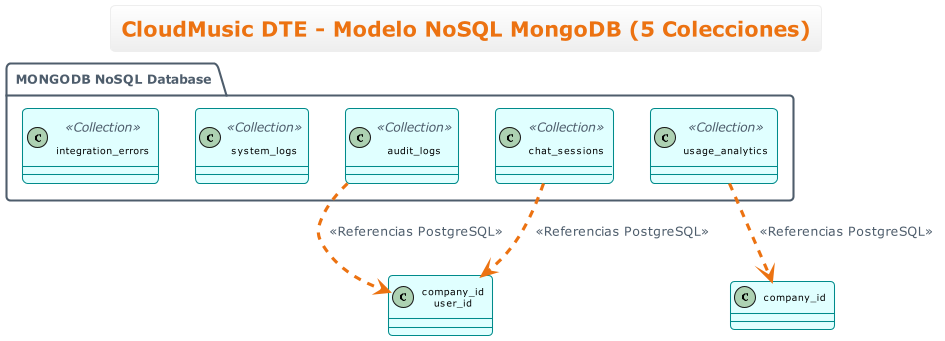 CloudMusic DTE - Modelo NoSQL MongoDB (5 Colecciones)
MONGODB NoSQL Database
C
«Collection»
integration_errors
C
«Collection»
system_logs
C
«Collection»
audit_logs
C
«Collection»
chat_sessions
C
«Collection»
usage_analytics
«Referencias PostgreSQL»
«Referencias PostgreSQL»
«Referencias PostgreSQL»
C
company_id
user_id
C
company_id